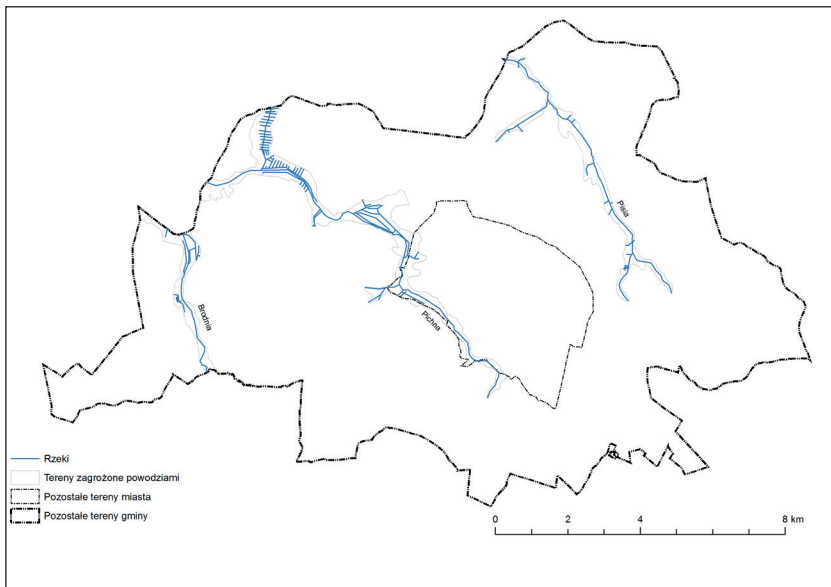 Pisia
Brodnia
Pichna
Rzeki
Tereny zagrożone powodziami
Pozostałe tereny miasta
Pozostałe tereny gminy
0 2 4 8 km